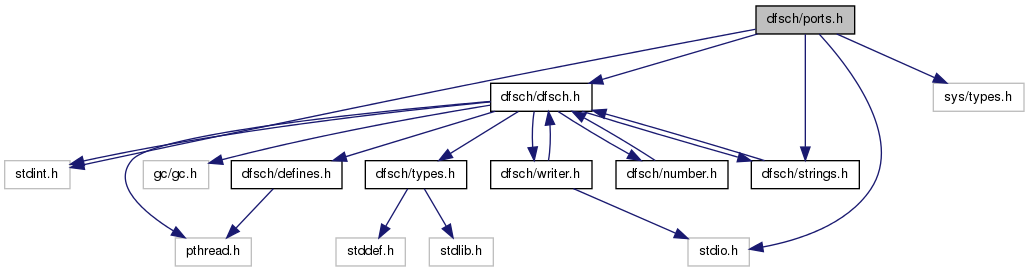 dfsch/ports.h
dfsch/dfsch.h
sys/types.h
stdint.h
gc/gc.h
dfsch/defines.h
dfsch/types.h
dfsch/writer.h
dfsch/number.h
dfsch/strings.h
pthread.h
stddef.h
stdlib.h
stdio.h